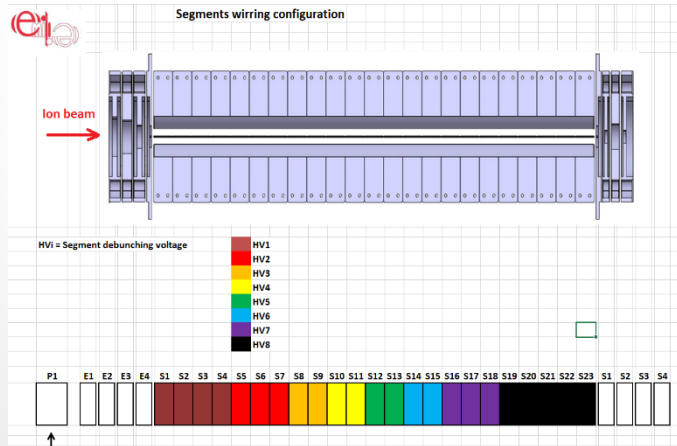 Segments wirring configuration
Ion beam
HVi = Segment debunching voltage
HV1
HV2
HV3
HV4
HV5
HV6
HV7
HV8
P1 E1 E2 E3 E4 S1 S2 S3 S4 S5 S6 S7 S8 S9 S10 S11 S12 S13 S14 S15 S16 S17 S18 S19 S20 S21 S22 S23 S1 S2 S3 S4